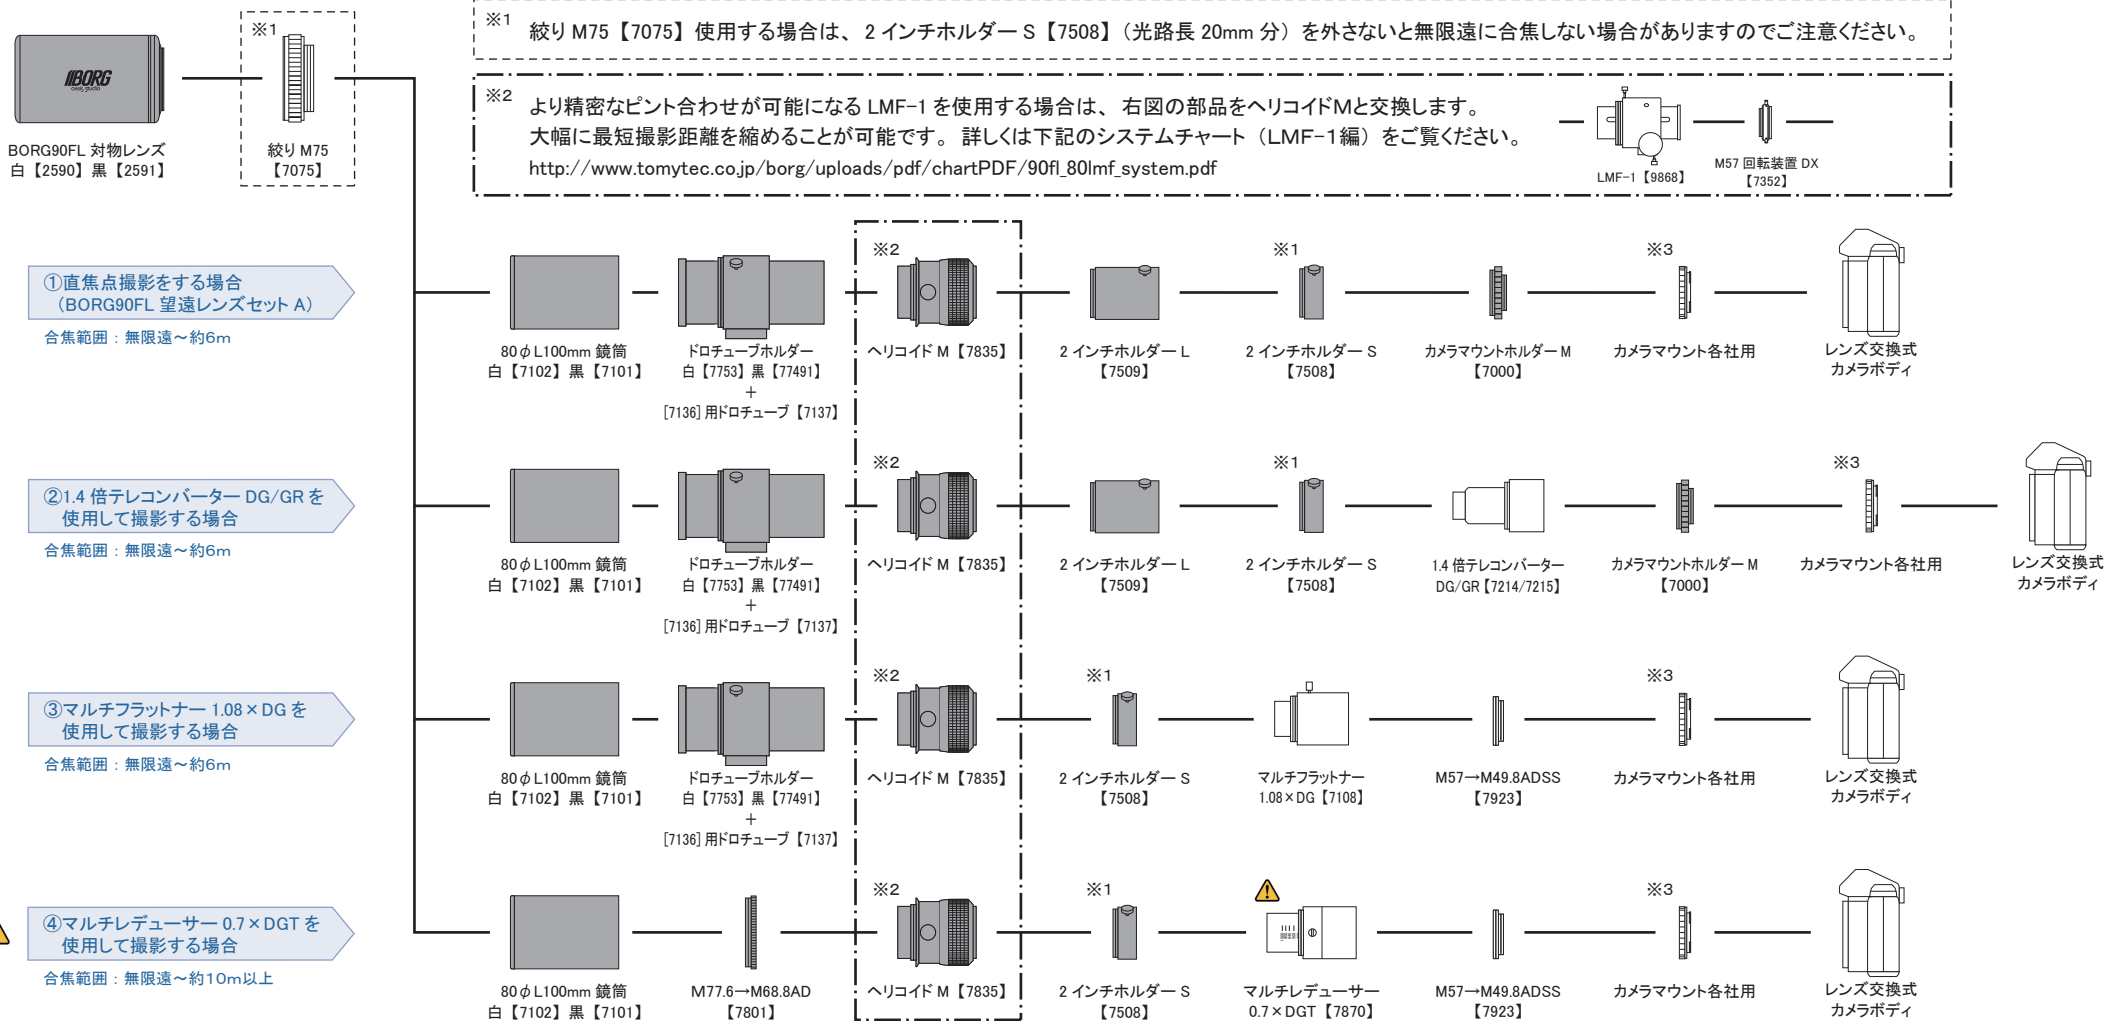 ※1
絞り M75【7075】使用する場合は、2 インチホルダー S【7508】（光路長 20mm 分）を外さないと無限遠に合焦しない場合がありますのでご注意ください。
※2
より精密なピント合わせが可能になる LMF-1 を使用する場合は、右図の部品をヘリコイドMと交換します。
大幅に最短撮影距離を縮めることが可能です。詳しくは下記のシステムチャート（LMF-1編）をご覧ください。
http://www.tomytec.co.jp/borg/uploads/pdf/chartPDF/90fl_80lmf_system.pdf
LMF-1【9868】
M57 回転装置 DX
【7352】
BORG
oasis studio
BORG90FL 対物レンズ
白【2590】黒【2591】
※1
絞り M75
【7075】
①直焦点撮影をする場合
（BORG90FL 望遠レンズセット A）
合焦範囲：無限遠～約6m
※2
※1
※3
80φL100mm 鏡筒
白【7102】黒【7101】
ドロチューブホルダー
白【7753】黒【77491】
+
[7136]用ドロチューブ【7137】
ヘリコイド M【7835】
2 インチホルダー L
【7509】
2 インチホルダー S
【7508】
カメラマウントホルダー M
【7000】
カメラマウント各社用
レンズ交換式
カメラボディ
②1.4 倍テレコンバーター DG/GR を
使用して撮影する場合
合焦範囲：無限遠～約6m
※2
※1
※3
80φL100mm 鏡筒
白【7102】黒【7101】
ドロチューブホルダー
白【7753】黒【77491】
+
[7136]用ドロチューブ【7137】
ヘリコイド M【7835】
2 インチホルダー L
【7509】
2 インチホルダー S
【7508】
1.4 倍テレコンバーター
DG/GR【7214/7215】
カメラマウントホルダー M
【7000】
カメラマウント各社用
レンズ交換式
カメラボディ
③マルチフラットナー 1.08×DG を
使用して撮影する場合
合焦範囲：無限遠～約6m
※2
※1
※3
80φL100mm 鏡筒
白【7102】黒【7101】
ドロチューブホルダー
白【7753】黒【77491】
+
[7136]用ドロチューブ【7137】
ヘリコイド M【7835】
2 インチホルダー S
【7508】
マルチフラットナー
1.08×DG【7108】
M57→M49.8ADSS
【7923】
カメラマウント各社用
レンズ交換式
カメラボディ
④マルチレデューサー 0.7×DGT を
使用して撮影する場合
合焦範囲：無限遠～約10m以上
※2
※1
※3
80φL100mm 鏡筒
白【7102】黒【7101】
M77.6→M68.8AD
【7801】
ヘリコイド M【7835】
2 インチホルダー S
【7508】
マルチレデューサー
0.7×DGT【7870】
M57→M49.8ADSS
【7923】
カメラマウント各社用
レンズ交換式
カメラボディ